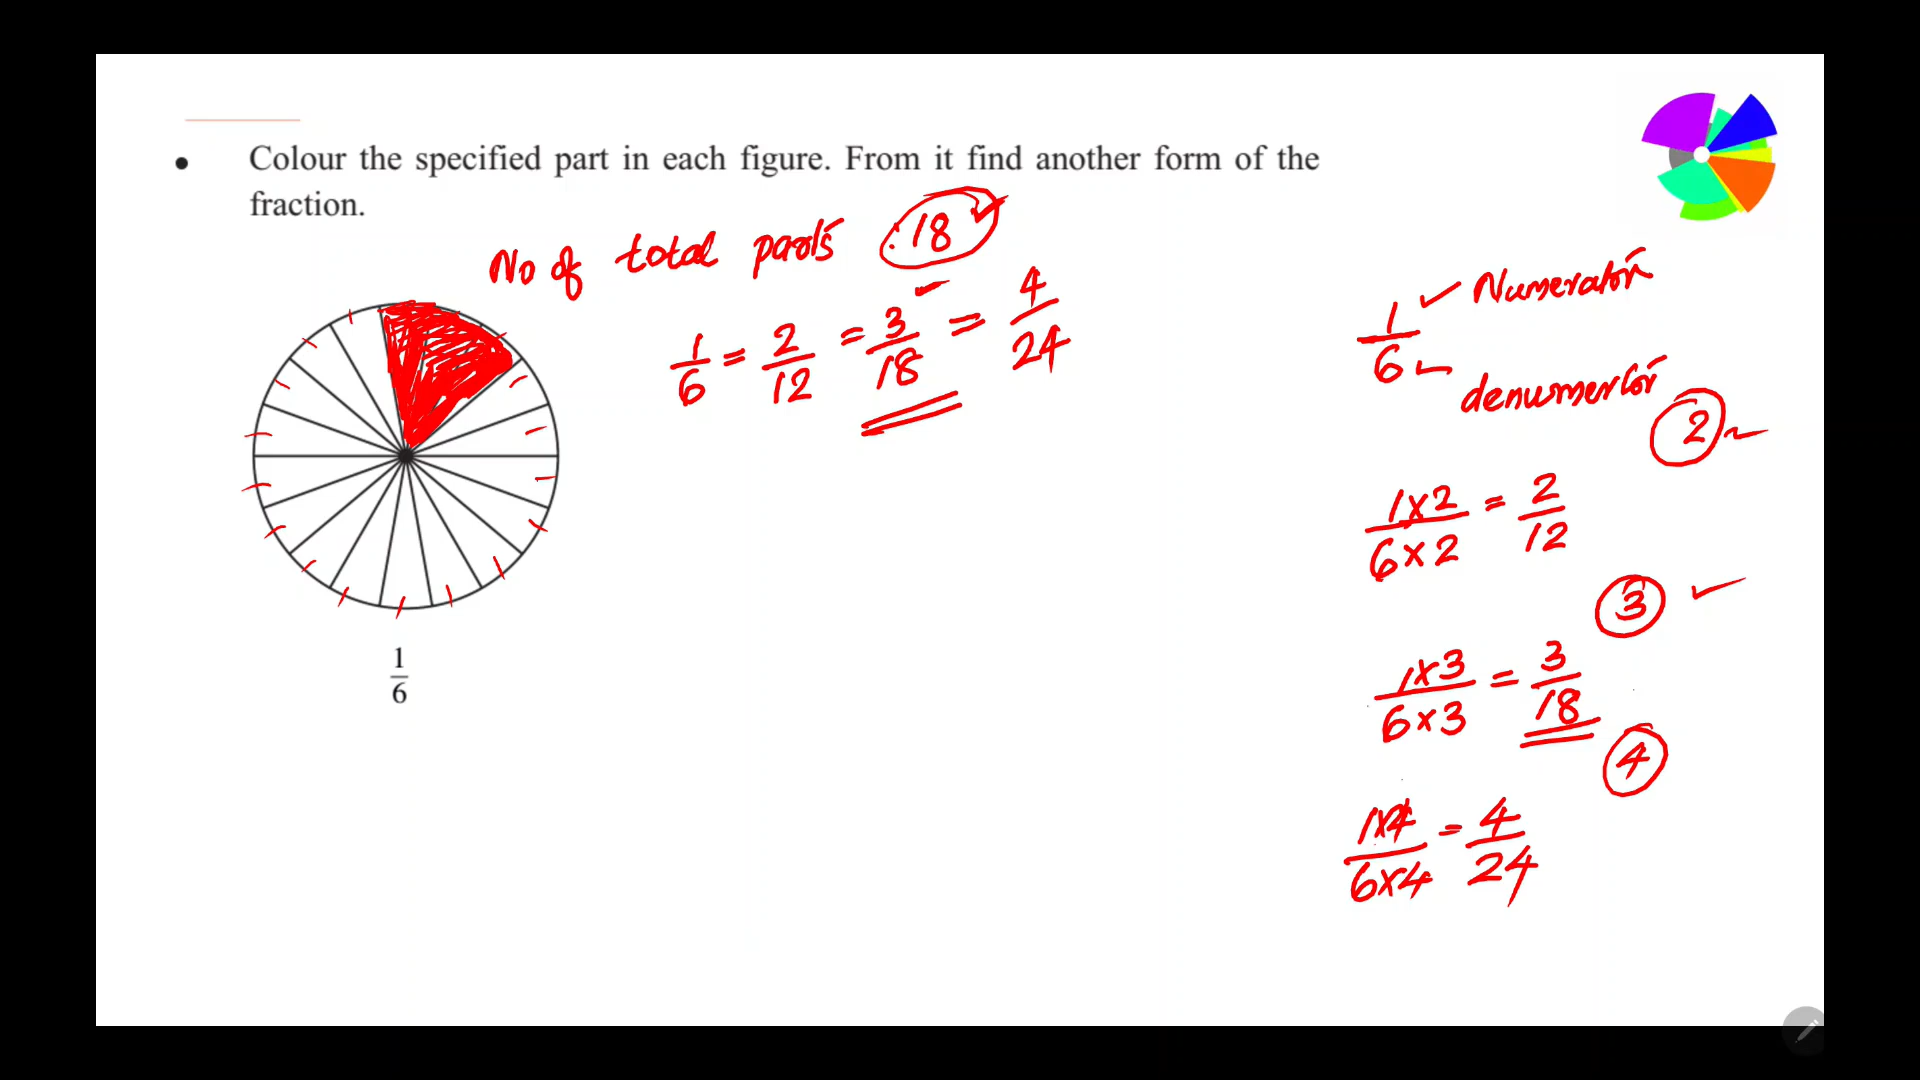 Colour the specified part in each figure. From it find another form of the
fraction.
No of total parts 18
1/6 = 2/12 = 3/18 = 4/24
1/6
1/6 Numerator
denumertor
2
1x2/6x2 = 2/12
3
1x3/6x3 = 3/18
4
1x4/6x4 = 4/24